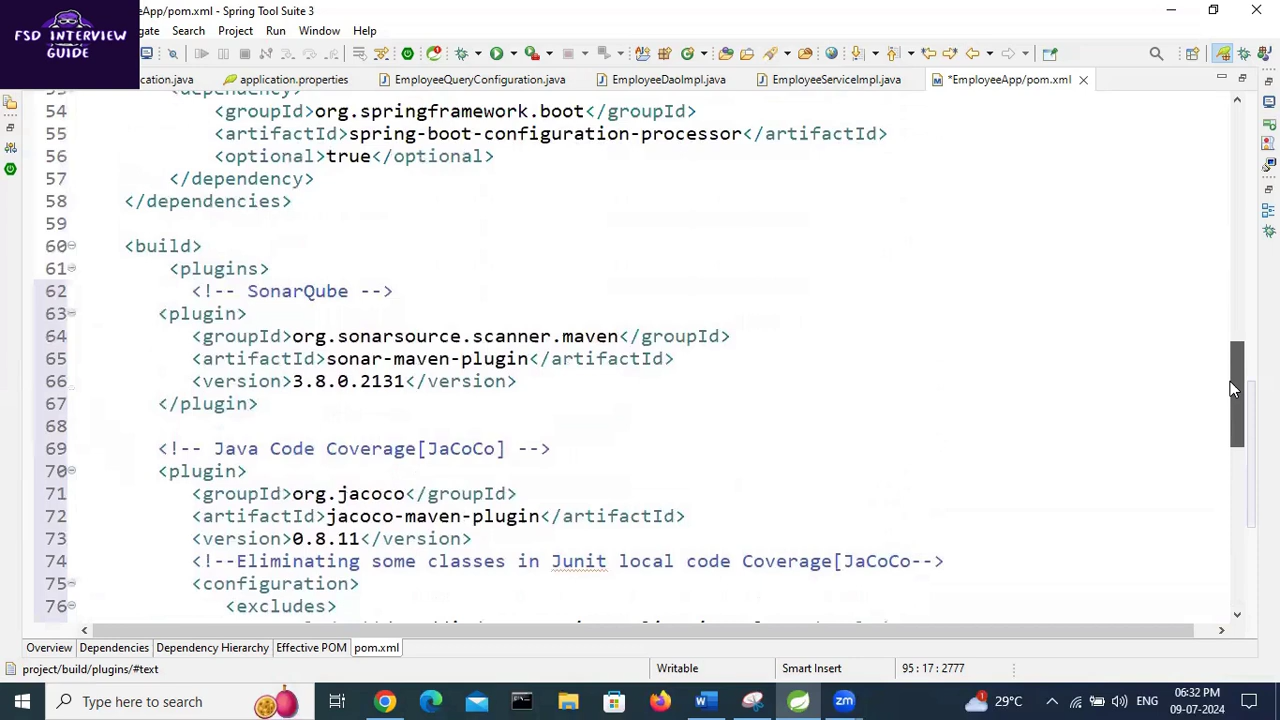 eApp/pom.xml - Spring Tool Suite 3
FSD INTERVIEW
GUIDE
gate Search Project Run Window Help
cation.java application.properties EmployeeQueryConfiguration.java EmployeeDaoImpl.java EmployeeServiceImpl.java *EmployeeApp/pom.xml
53 <dependency>
54 <groupId>org.springframework.boot</groupId>
55 <artifactId>spring-boot-configuration-processor</artifactId>
56 <optional>true</optional>
57 </dependency>
58 </dependencies>
59
60 <build>
61 <plugins>
62 <!-- SonarQube -->
63 <plugin>
64 <groupId>org.sonarsource.scanner.maven</groupId>
65 <artifactId>sonar-maven-plugin</artifactId>
66 <version>3.8.0.2131</version>
67 </plugin>
68
69 <!-- Java Code Coverage[JaCoCo] -->
70 <plugin>
71 <groupId>org.jacoco</groupId>
72 <artifactId>jacoco-maven-plugin</artifactId>
73 <version>0.8.11</version>
74 <!--Eliminating some classes in Junit local code Coverage[JaCoCo-->
75 <configuration>
76 <excludes>
Overview Dependencies Dependency Hierarchy Effective POM pom.xml
project/build/plugins/#text Writable Smart Insert 95 : 17 : 2777
Type here to search 29°C ENG 06:32 PM
09-07-2024